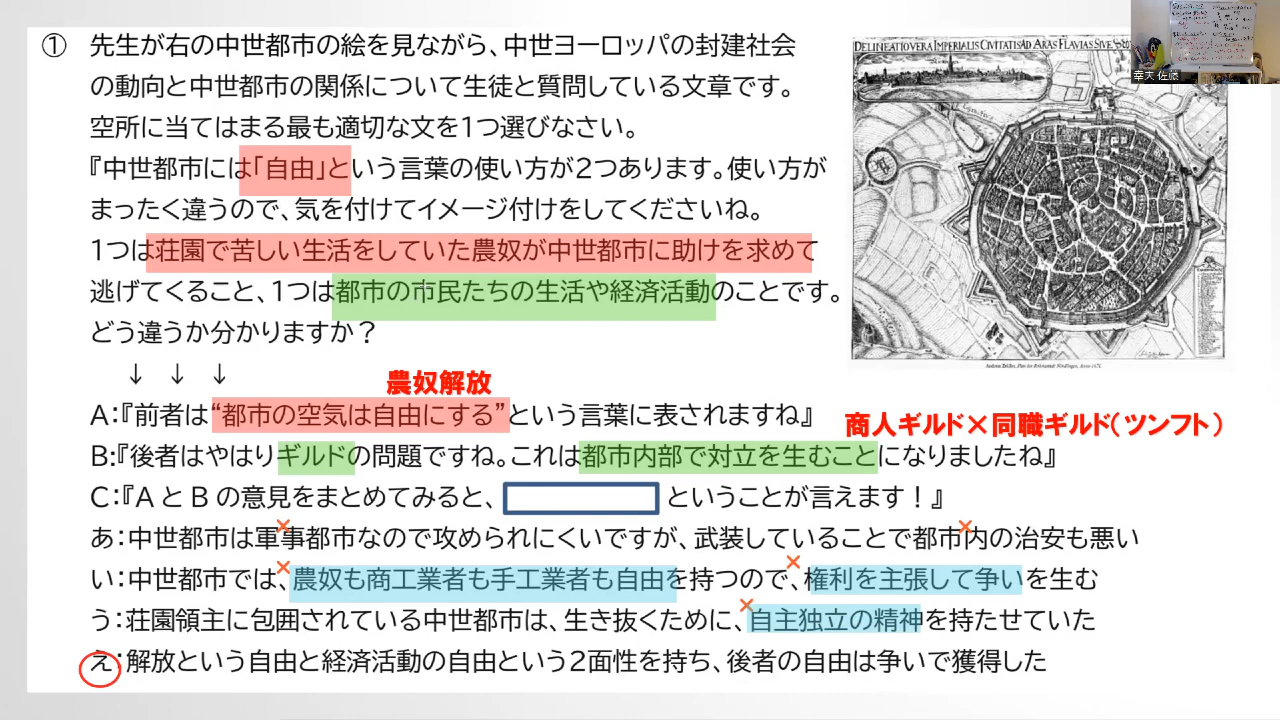 ① 先生が右の中世都市の絵を見ながら、中世ヨーロッパの封建社会
の動向と中世都市の関係について生徒と質問している文章です。
空所に当てはまる最も適切な文を1つ選びなさい。
『中世都市には「自由」という言葉の使い方が2つあります。使い方が
まったく違うので、気を付けてイメージ付けをしてくださいね。
1つは荘園で苦しい生活をしていた農奴が中世都市に助けを求めて
逃げてくること、1つは都市の市民たちの生活や経済活動のことです。
どう違うか分かりますか？
↓ ↓ ↓
農奴解放
A：『前者は“都市の空気は自由にする”という言葉に表されますね』
商人ギルド×同職ギルド（ツンフト）
B:『後者はやはりギルドの問題ですね。これは都市内部で対立を生むことになりましたね』
C：『AとBの意見をまとめてみると、 ということが言えます！』
あ：中世都市は軍事都市なので攻められにくいですが、武装していることで都市内の治安も悪い
い：中世都市では、農奴も商工業者も手工業者も自由を持つので、権利を主張して争いを生む
う：荘園領主に包囲されている中世都市は、生き抜くために、自主独立の精神を持たせていた
え：解放という自由と経済活動の自由という2面性を持ち、後者の自由は争いで獲得した
DELINEATIO VERA IMPERIALIS CIVITATIS AD ARAS FLAVIAS SIVE
幸夫 佐藤